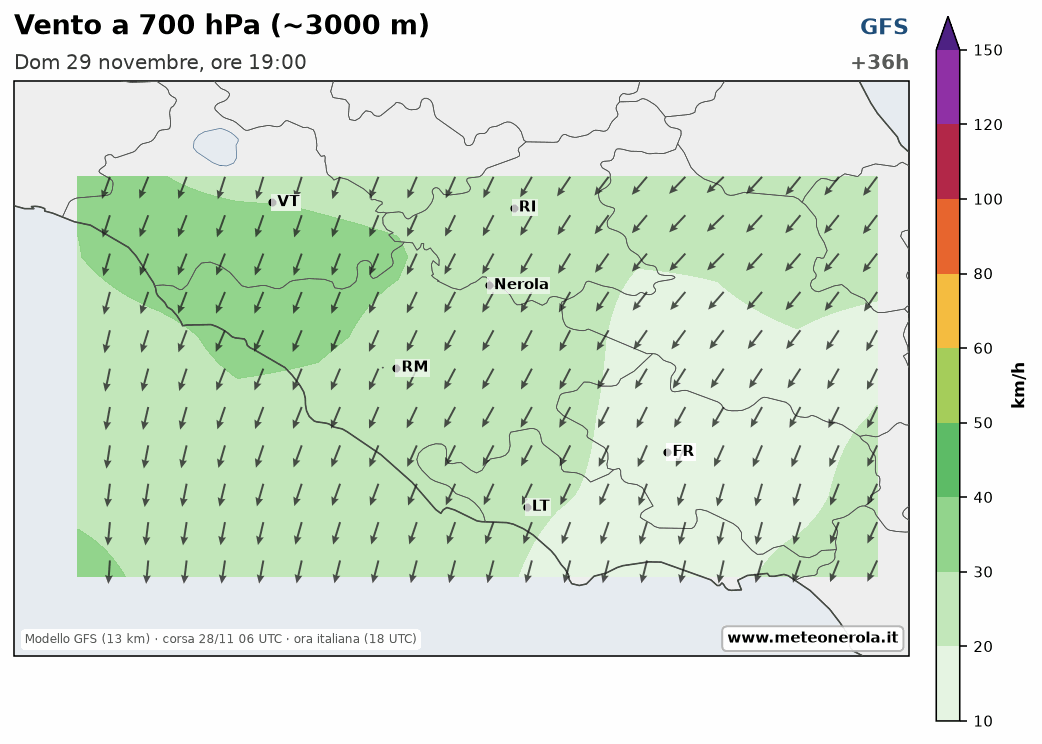 Vento a 700 hPa (~3000 m)
GFS
Dom 29 novembre, ore 19:00
+36h
VT
RI
Nerola
RM
FR
LT
150
120
100
80
60
50
40
30
20
10
km/h
Modello GFS (13 km) · corsa 28/11 06 UTC · ora italiana (18 UTC)
www.meteonerola.it